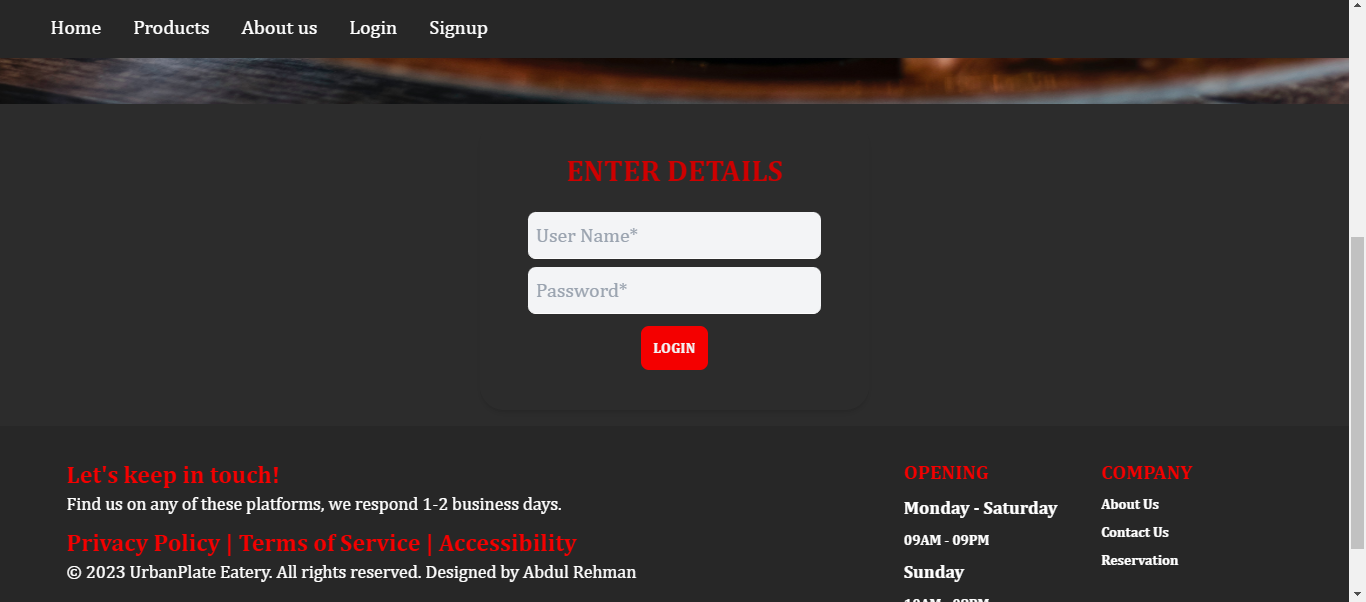 Home Products About us Login Signup
ENTER DETAILS
User Name*
Password*
LOGIN
Let's keep in touch!
Find us on any of these platforms, we respond 1-2 business days.
Privacy Policy | Terms of Service | Accessibility
© 2023 UrbanPlate Eatery. All rights reserved. Designed by Abdul Rehman
OPENING
Monday - Saturday
09AM - 09PM
Sunday
COMPANY
About Us
Contact Us
Reservation